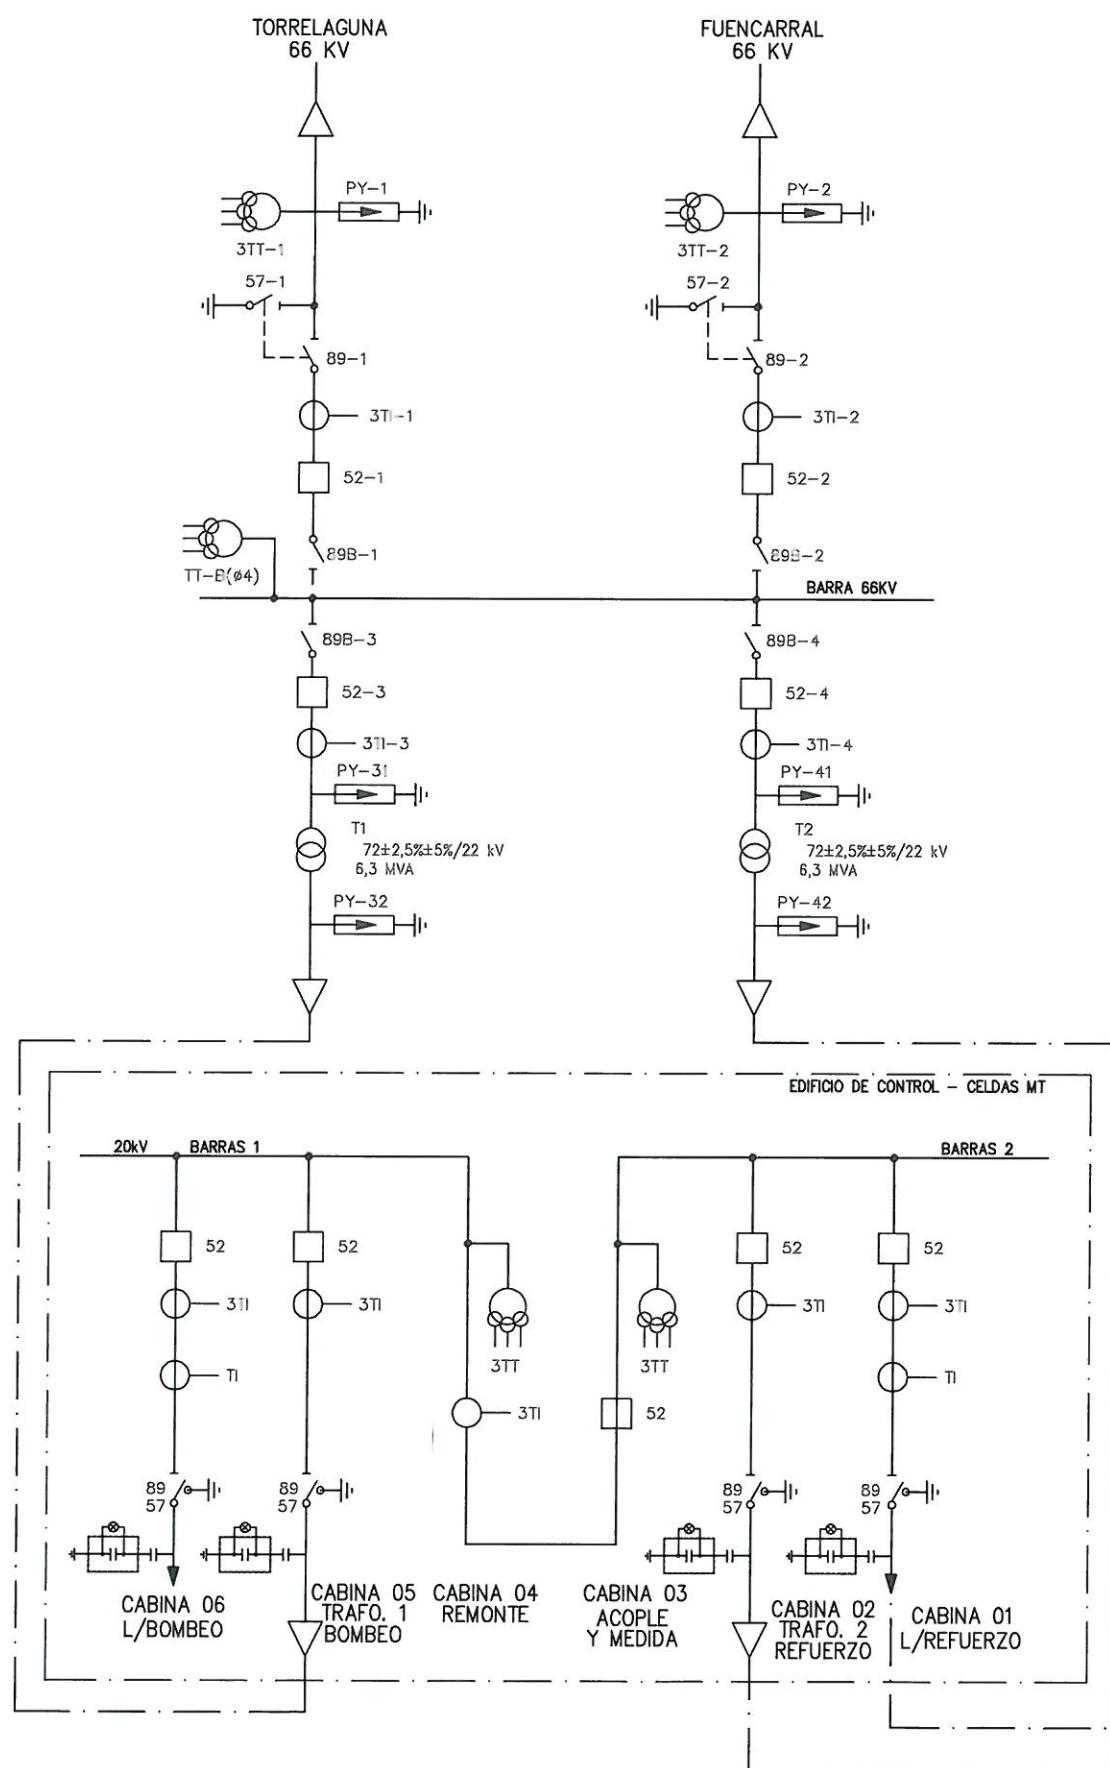 TORRELAGUNA
66 KV
FUENCARRAL
66 KV
PY-1
3TT-1
57-1
89-1
3TI-1
52-1
89B-1
TT-B(ø4)
PY-2
3TT-2
57-2
89-2
3TI-2
52-2
89B-2
BARRA 66KV
89B-3
52-3
3TI-3
PY-31
T1
72±2,5%±5%/22 kV
6,3 MVA
PY-32
89B-4
52-4
3TI-4
PY-41
T2
72±2,5%±5%/22 kV
6,3 MVA
PY-42
EDIFICIO DE CONTROL - CELDAS MT
20kV
BARRAS 1
BARRAS 2
52
52
52
52
3TI
3TI
3TI
3TI
3TT
3TT
TI
TI
3TI
52
89
57
89
57
89
57
89
57
CABINA 06
L/BOMBEO
CABINA 05
TRAFO. 1
BOMBEO
CABINA 04
REMONTE
CABINA 03
ACOPLE
Y MEDIDA
CABINA 02
TRAFO. 2
REFUERZO
CABINA 01
L/REFUERZO